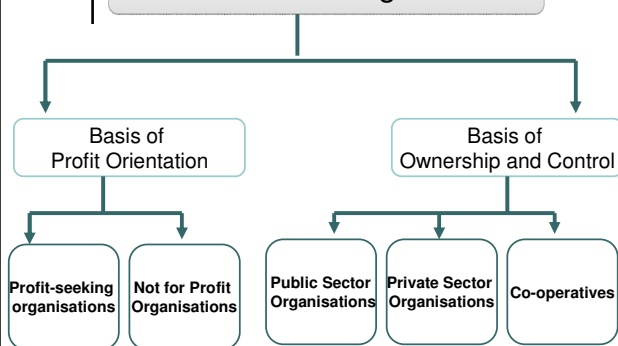 Basis of
Profit Orientation
Basis of
Ownership and Control
Profit-seeking
organisations
Not for Profit
Organisations
Public Sector
Organisations
Private Sector
Organisations
Co-operatives